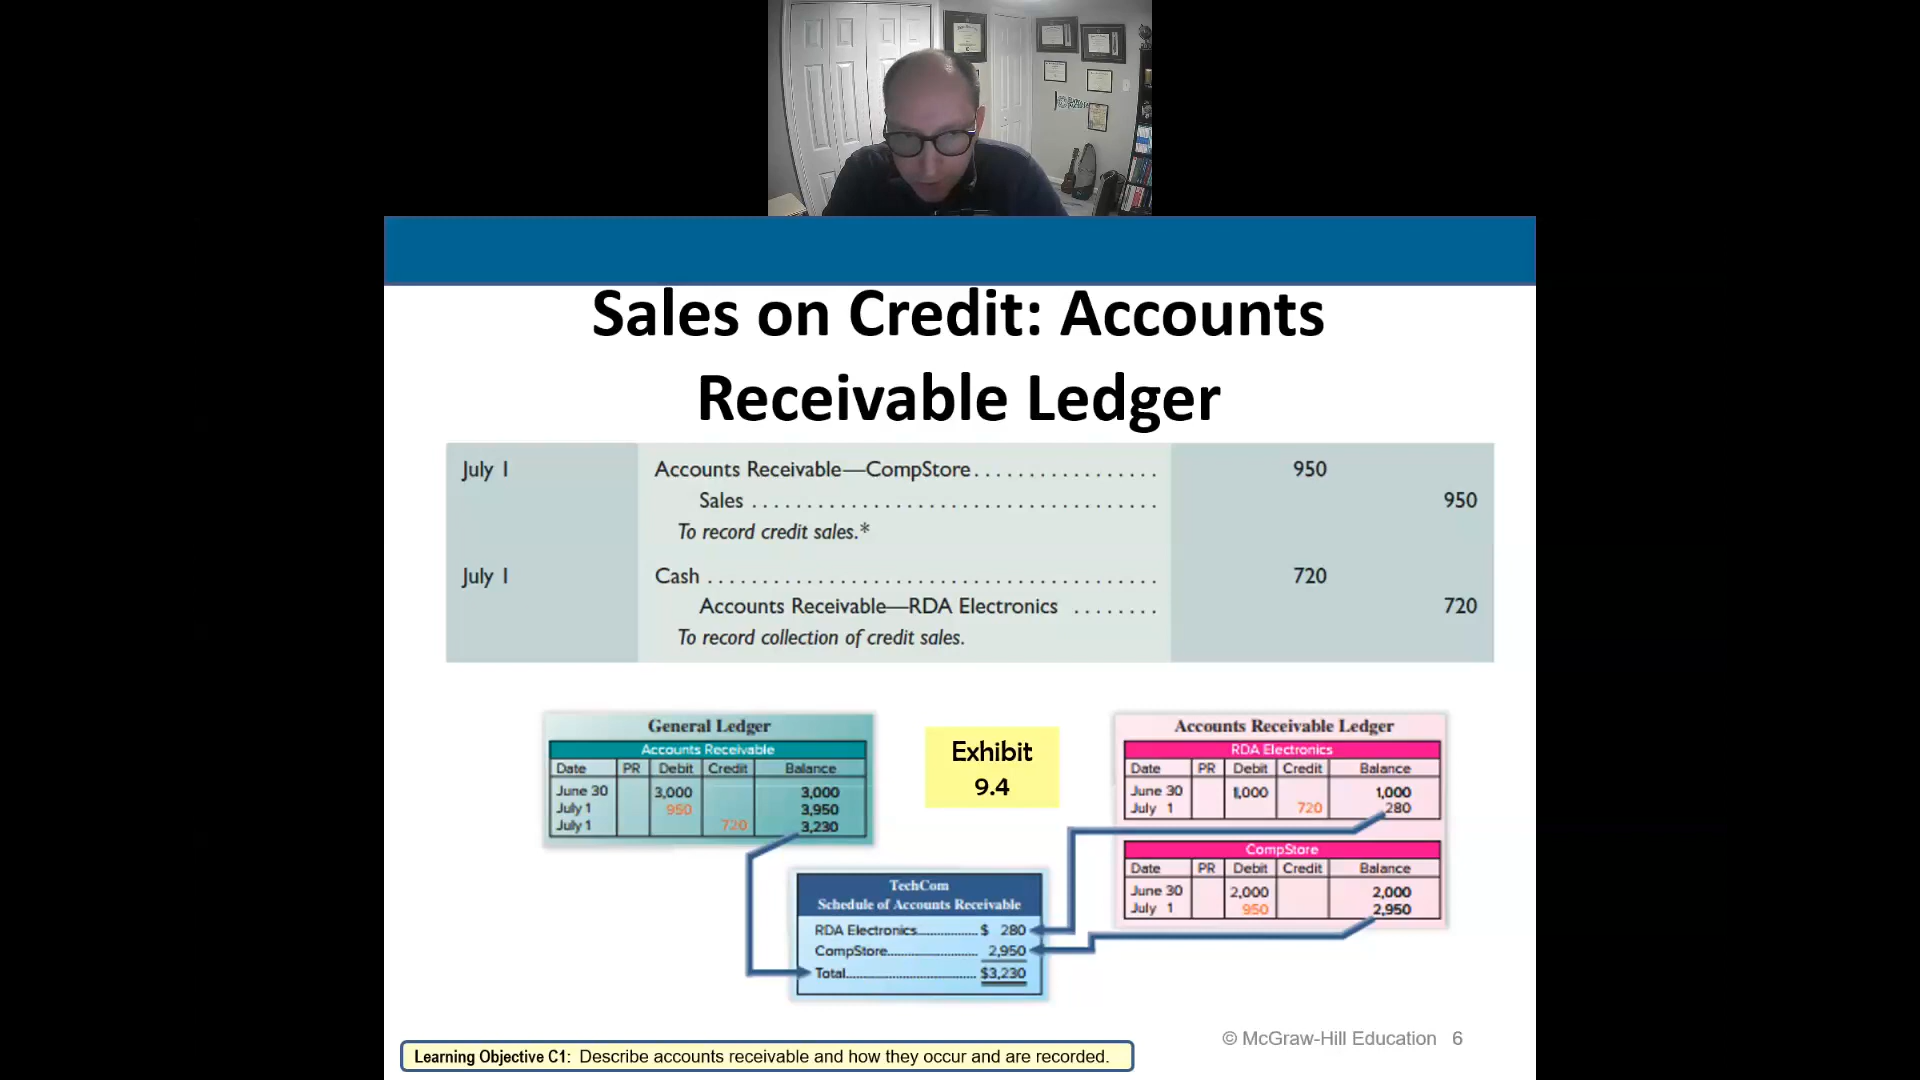 Sales on Credit: Accounts
Receivable Ledger
July 1 Accounts Receivable—CompStore . . . . . . . . . . . . . . . . . 950
Sales . . . . . . . . . . . . . . . . . . . . . . . . . . . . . . . . . . . . . 950
To record credit sales.*
July 1 Cash . . . . . . . . . . . . . . . . . . . . . . . . . . . . . . . . . . . . . . . . . 720
Accounts Receivable—RDA Electronics . . . . . . . . 720
To record collection of credit sales.
General Ledger
Accounts Receivable
Date PR Debit Credit Balance
June 30 3,000 3,000
July 1 950 3,950
July 1 720 3,230
Exhibit
9.4
Accounts Receivable Ledger
RDA Electronics
Date PR Debit Credit Balance
June 30 1,000 1,000
July 1 720 280
CompStore
Date PR Debit Credit Balance
June 30 2,000 2,000
July 1 950 2,950
TechCom
Schedule of Accounts Receivable
RDA Electronics................ $ 280
CompStore....................... 2,950
Total................................. $3,230
Learning Objective C1: Describe accounts receivable and how they occur and are recorded.
© McGraw-Hill Education 6